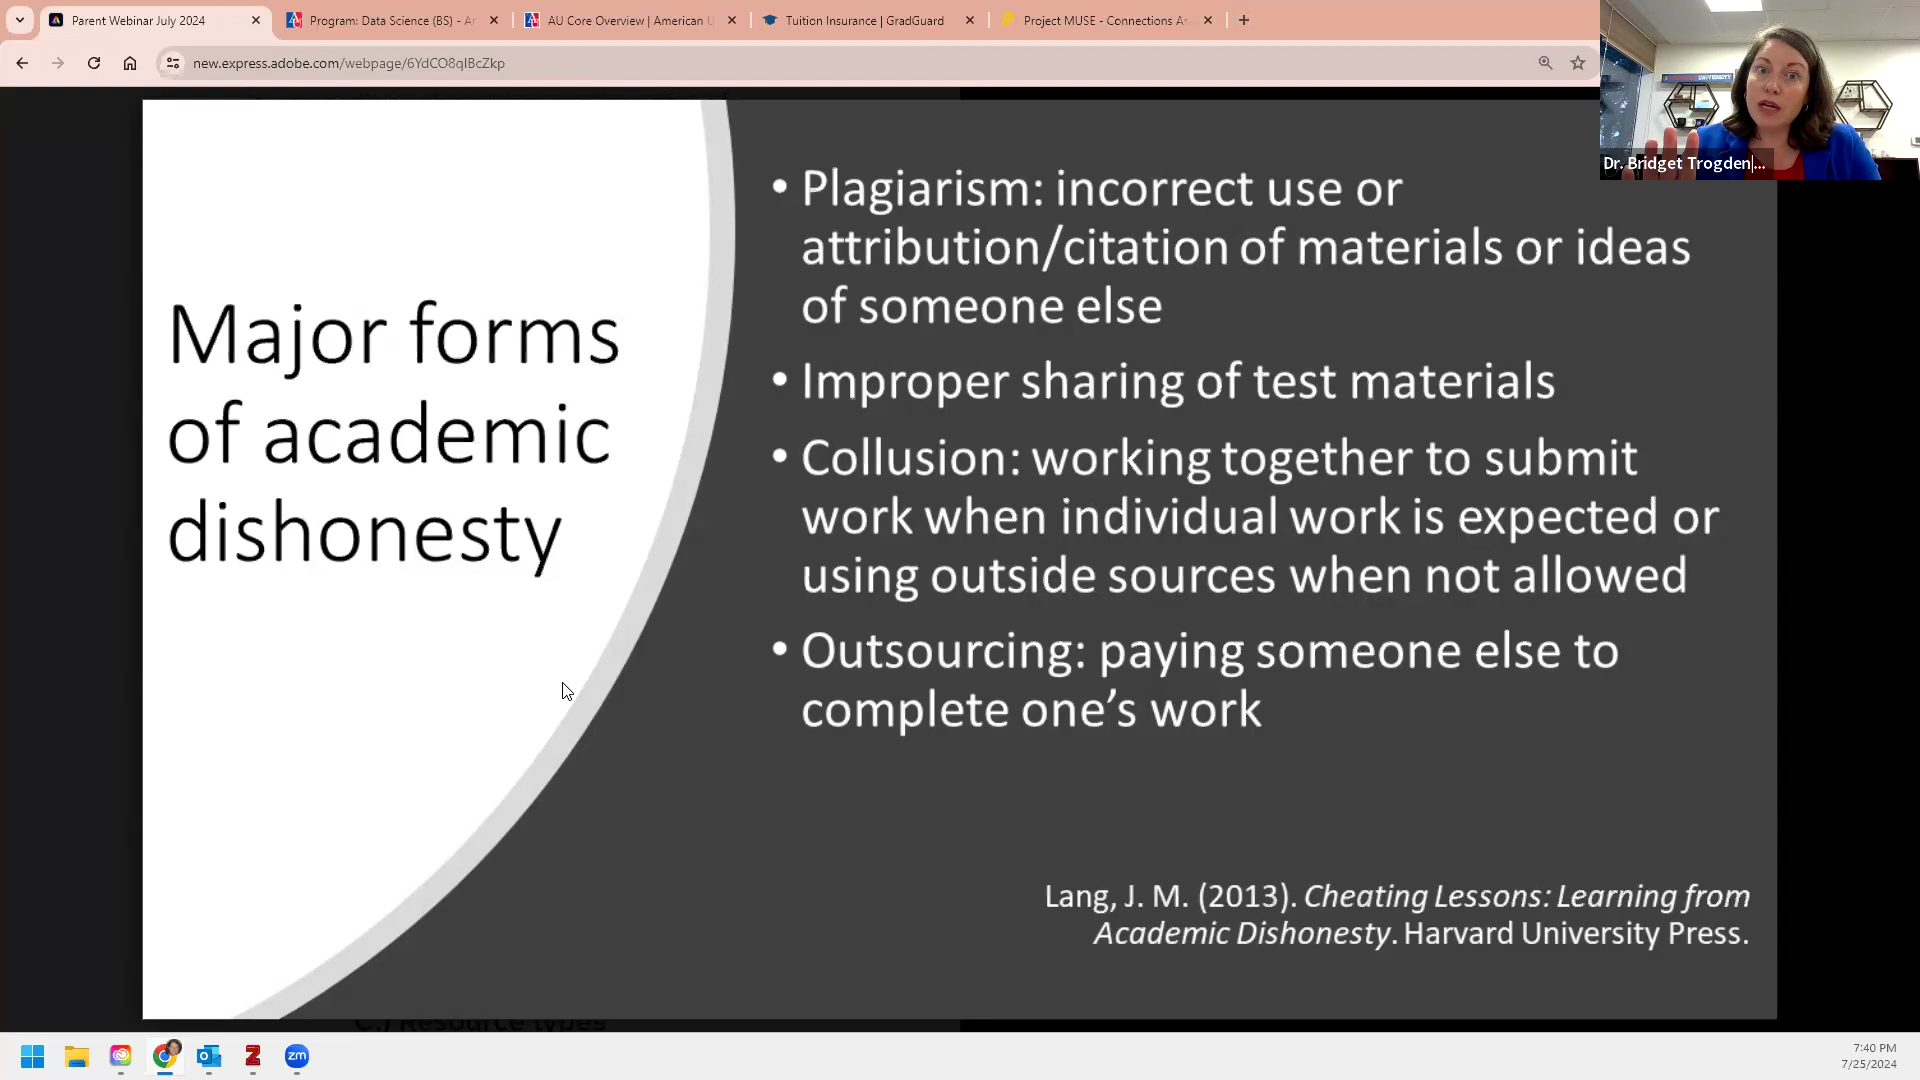 Parent Webinar July 2024
Program: Data Science (BS) - Ar
AU Core Overview | American U
Tuition Insurance | GradGuard
Project MUSE - Connections A
new.express.adobe.com/webpage/6YdCO8qIBcZkp
UNIVERSITY
Dr. Bridget Trogden|...
Major forms
of academic
dishonesty
• Plagiarism: incorrect use or
attribution/citation of materials or ideas
of someone else
• Improper sharing of test materials
• Collusion: working together to submit
work when individual work is expected or
using outside sources when not allowed
• Outsourcing: paying someone else to
complete one’s work
Lang, J. M. (2013). Cheating Lessons: Learning from
Academic Dishonesty. Harvard University Press.
C.) Resource types
zm
7:40 PM
7/25/2024